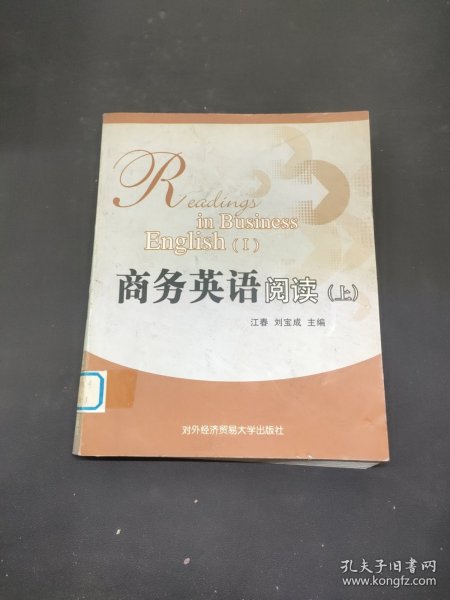 Readings
in Business
English (I)
商务英语阅读(上)
江春 刘宝成 主编
对外经济贸易大学出版社
孔夫子旧书网
www.kongfz.com